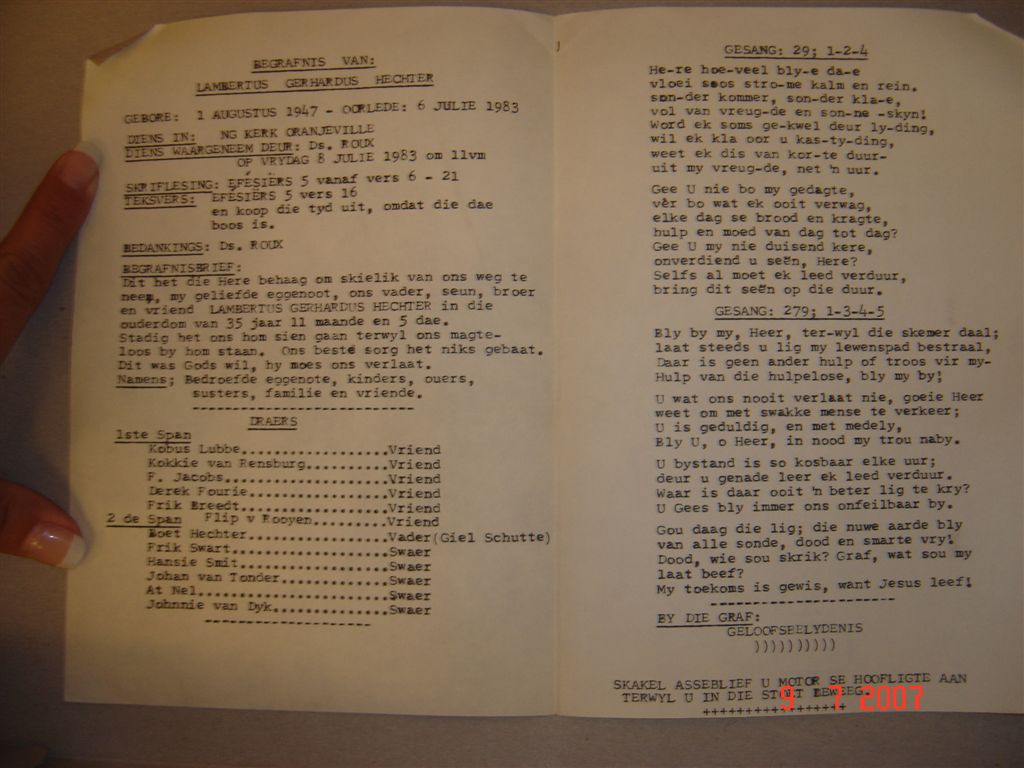 BEGRAFNIS VAN:
LAMBERTUS GERHARDUS HECHTER
GEBORE: 1 AUGUSTUS 1947 - OORLEDE: 6 JULIE 1983
DIENS IN: NG KERK ORANJEVILLE
DIENS WAARGENEEM DEUR: Ds. ROUX
OP VRYDAG 8 JULIE 1983 om 11vm
SKRIFLESING: EFÉSIËRS 5 vanaf vers 6 - 21
TEKSVERS: EFESIËRS 5 vers 16
en koop die tyd uit, omdat die dae
boos is.
BEDANKINGS: Ds. ROUX
BEGRAFNISBRIEF:
Dit het die Here behaag om skielik van ons weg te
neem, my geliefde eggenoot, ons vader, seun, broer
en vriend LAMBERTUS GERHARDUS HECHTER in die
ouderdom van 35 jaar 11 maande en 5 dae.
Stadig het ons hom sien gaan terwyl ons magte-
loos by hom staan. Ons beste sorg het niks gebaat.
Dit was Gods wil, hy moes ons verlaat.
Namens; Bedroefde eggenote, kinders, ouers,
susters, familie en vriende.
-------------------------
DRAERS
1ste Span
Kobus Lubbe.................Vriend
Kokkie van Rensburg.........Vriend
F. Jacobs...................Vriend
Derek Fourie................Vriend
Frik Breedt.................Vriend
2 de Span Flip v Rooyen.........Vriend
Boet Hechter................Vader(Giel Schutte)
Frik Swart..................Swaer
Hansie Smit.................Swaer
Johan van Tonder............Swaer
At Nel......................Swaer
Johnnie van Dyk.............Swaer
-------------------
GESANG: 29; 1-2-4
He-re hoe-veel bly-e da-e
vloei soos stro-me kalm en rein.
son-der kommer, son-der kla-e,
vol van vreug-de en son-ne -skyn!
Word ek soms ge-kwel deur ly-ding,
wil ek kla oor u kas-ty-ding,
weet ek dis van kor-te duur-
uit my vreug-de, net 'n uur.
Gee U nie bo my gedagte,
vêr bo wat ek ooit verwag,
elke dag se brood en kragte,
hulp en moed van dag tot dag?
Gee U my nie duisend kere,
onverdiend u seën, Here?
Selfs al moet ek leed verduur,
bring dit seën op die duur.
GESANG: 279; 1-3-4-5
Bly by my, Heer, ter-wyl die skemer daal;
laat steeds u lig my lewenspad bestraal,
Daar is geen ander hulp of troos vir my-
Hulp van die hulpelose, bly my by!
U wat ons nooit verlaat nie, goeie Heer
weet om met swakke mense te verkeer;
U is geduldig, en met medely,
Bly U, o Heer, in nood my trou naby.
U bystand is so kosbaar elke uur;
deur u genade leer ek leed verduur.
Waar is daar ooit 'n beter lig te kry?
U Gees bly immer ons onfeilbaar by.
Gou daag die lig; die nuwe aarde bly
van alle sonde, dood en smarte vry!
Dood, wie sou skrik? Graf, wat sou my
laat beef?
My toekoms is gewis, want Jesus leef!
---------------------
BY DIE GRAF:
GELOOFSBELYDENIS
))))))))))
SKAKEL ASSEBLIEF U MOTOR SE HOOFLIGTE AAN
TERWYL U IN DIE STOET BEWEEG.
+++++++++++++++++
9 7 2007